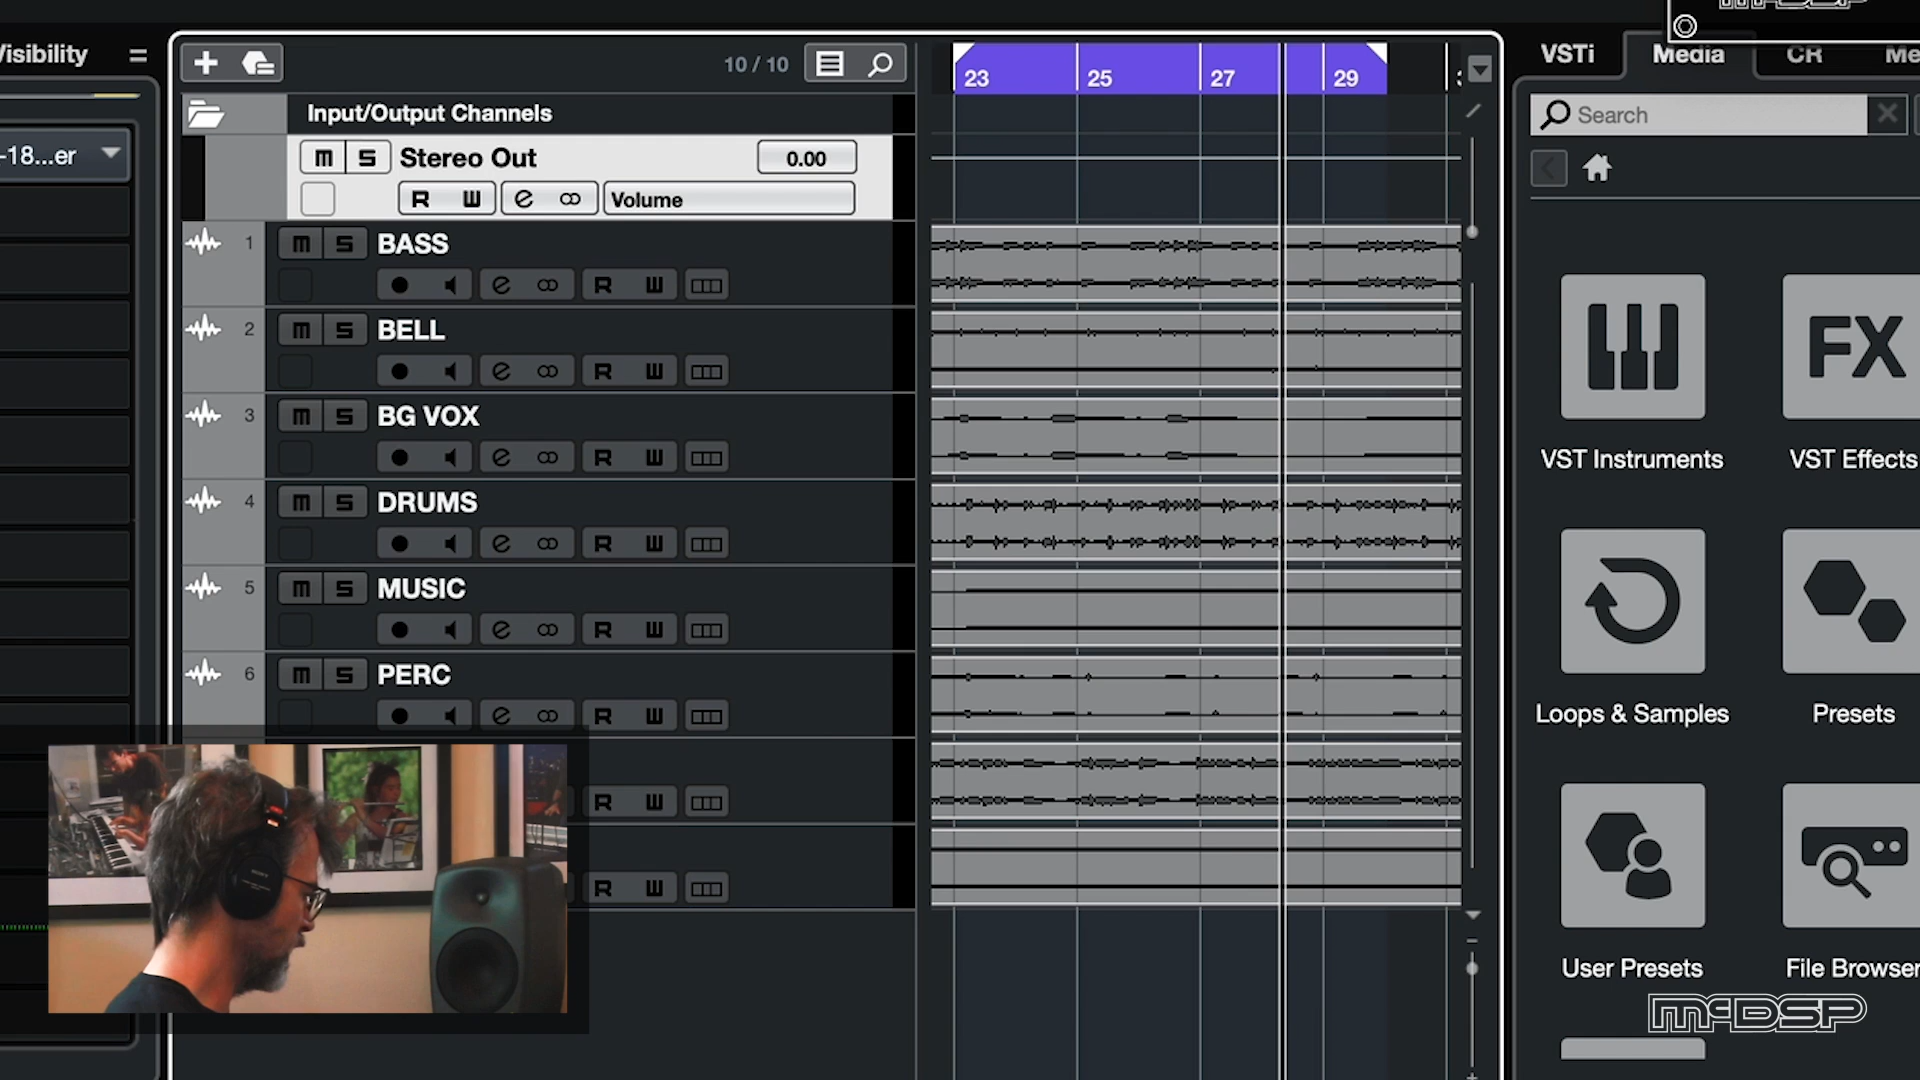 Visibility
-18...er
10 / 10
Input/Output Channels
m S Stereo Out 0.00
R W e Volume
1 m S BASS
e R W
2 m S BELL
e R W
3 m S BG VOX
e R W
4 m S DRUMS
e R W
5 m S MUSIC
e R W
6 m S PERC
e R W
R W
R W
23 25 27 29
McDSP
VSTi Media CR Me
Search
FX
VST Instruments VST Effects
Loops & Samples Presets
User Presets File Browser
McDSP